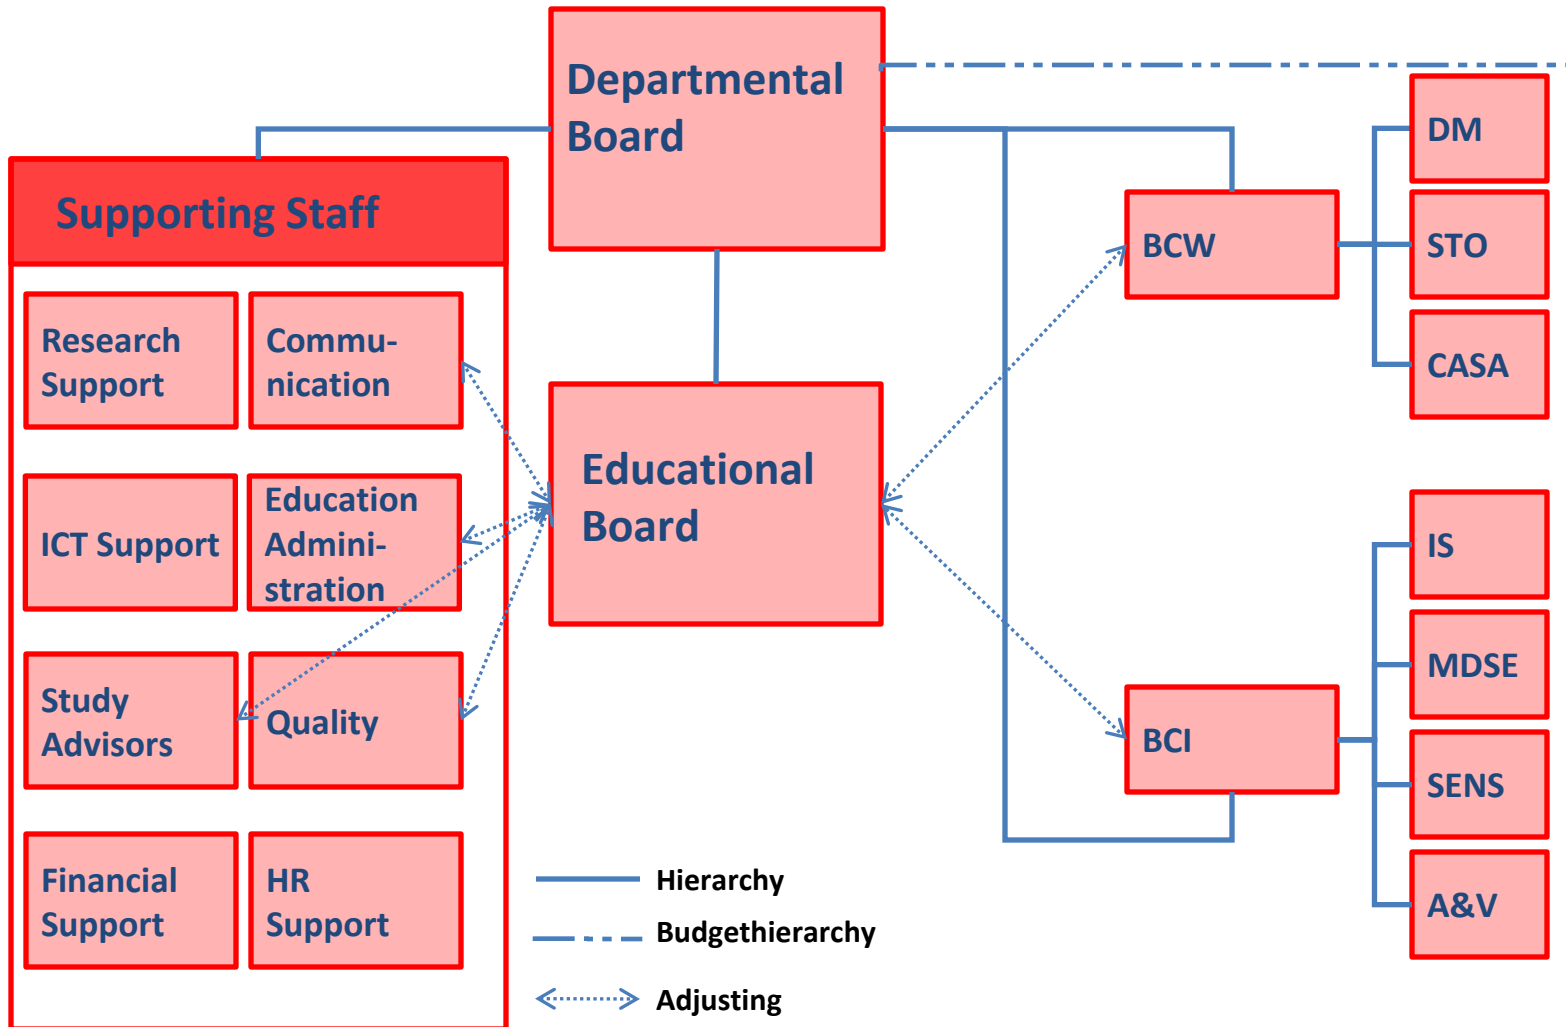 Departmental
Board
Supporting Staff
Research
Support
Commu-
nication
ICT Support
Education
Admini-
stration
Study
Advisors
Quality
Financial
Support
HR
Support
Educational
Board
BCW
DM
STO
CASA
BCI
IS
MDSE
SENS
A&V
Hierarchy
Budgethierarchy
Adjusting